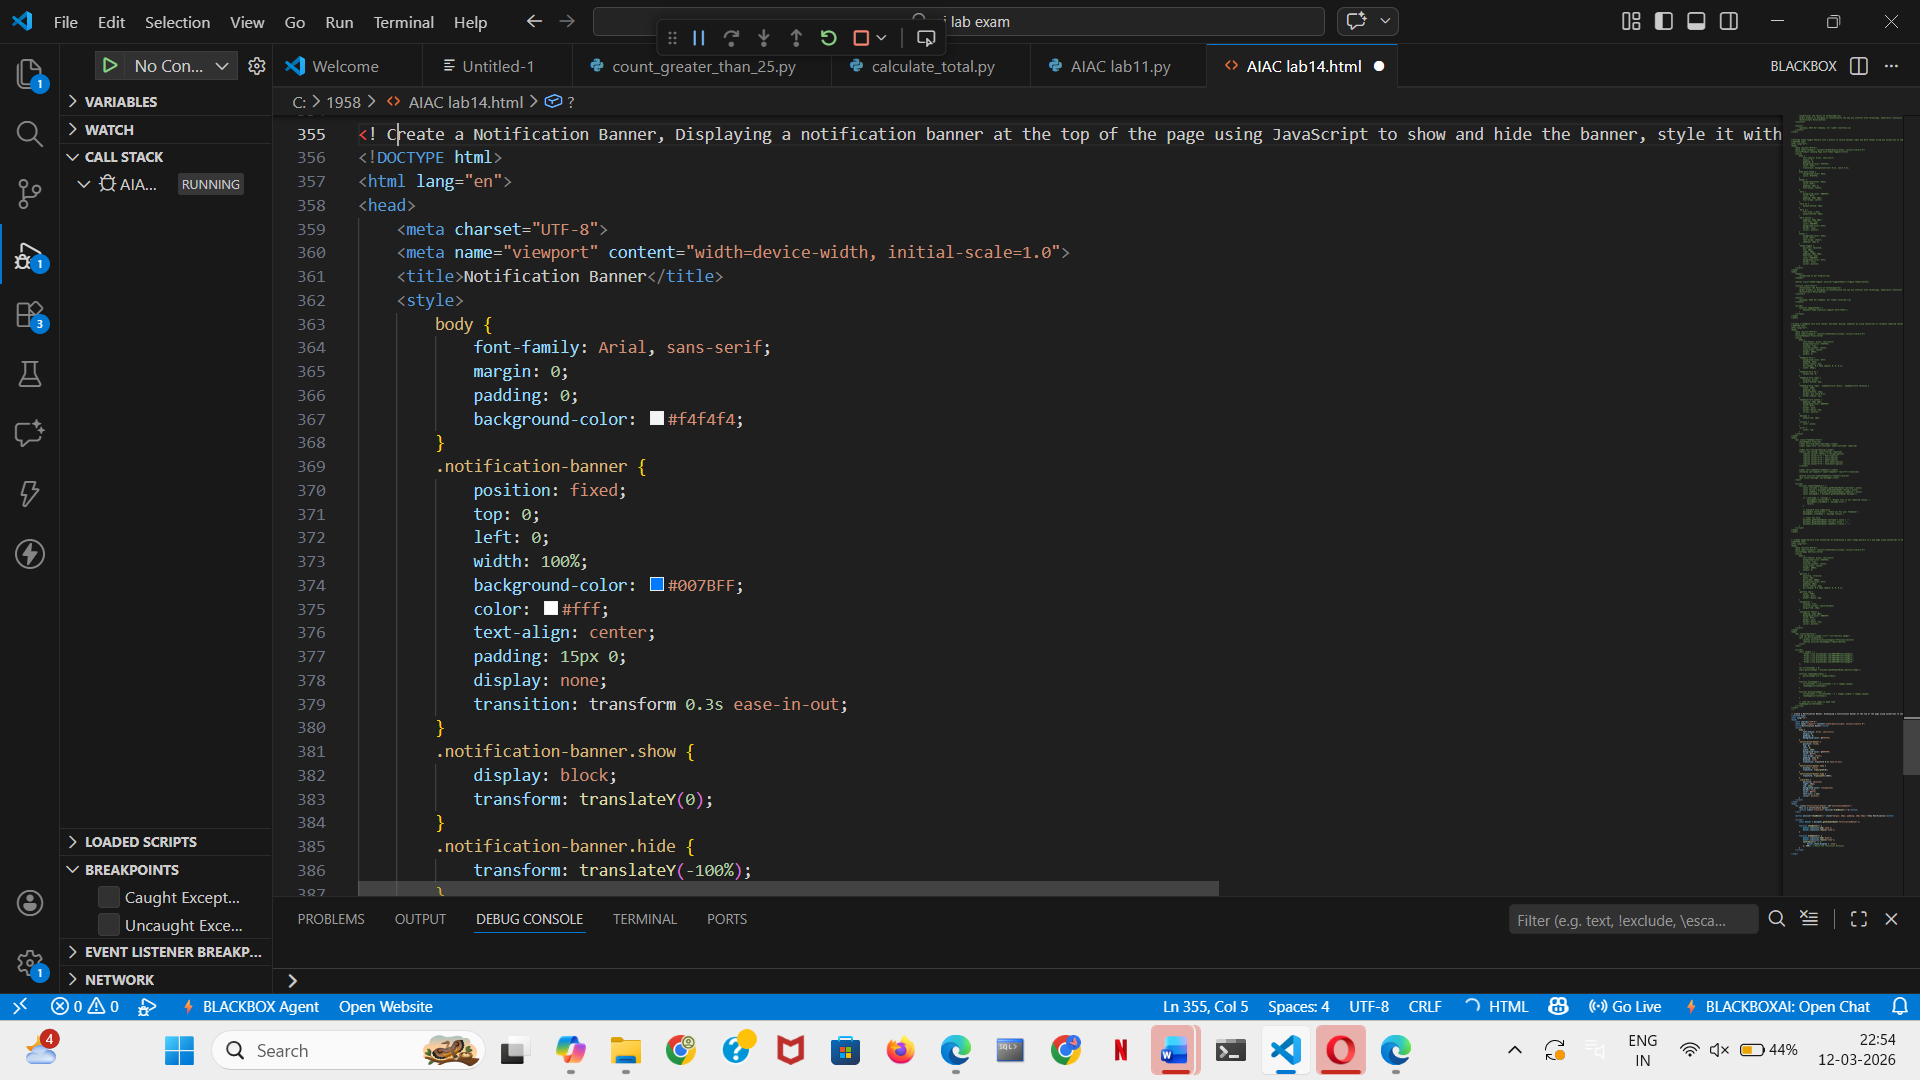 File Edit Selection View Go Run Terminal Help
lab exam
No Con...
Welcome
Untitled-1
count_greater_than_25.py
calculate_total.py
AIAC lab11.py
AIAC lab14.html
BLACKBOX
C: > 1958 > AIAC lab14.html > ?
VARIABLES
WATCH
CALL STACK
AIA... RUNNING
355 <! Create a Notification Banner, Displaying a notification banner at the top of the page using JavaScript to show and hide the banner, style it with
356 <!DOCTYPE html>
357 <html lang="en">
358 <head>
359 <meta charset="UTF-8">
360 <meta name="viewport" content="width=device-width, initial-scale=1.0">
361 <title>Notification Banner</title>
362 <style>
363 body {
364 font-family: Arial, sans-serif;
365 margin: 0;
366 padding: 0;
367 background-color: #f4f4f4;
368 }
369 .notification-banner {
370 position: fixed;
371 top: 0;
372 left: 0;
373 width: 100%;
374 background-color: #007BFF;
375 color: #fff;
376 text-align: center;
377 padding: 15px 0;
378 display: none;
379 transition: transform 0.3s ease-in-out;
380 }
381 .notification-banner.show {
382 display: block;
383 transform: translateY(0);
384 }
385 .notification-banner.hide {
386 transform: translateY(-100%);
387 }
LOADED SCRIPTS
BREAKPOINTS
Caught Except...
Uncaught Exce...
EVENT LISTENER BREAKP...
NETWORK
PROBLEMS OUTPUT DEBUG CONSOLE TERMINAL PORTS
Filter (e.g. text, !exclude, \esca...
0 0 BLACKBOX Agent Open Website
Ln 355, Col 5 Spaces: 4 UTF-8 CRLF HTML Go Live BLACKBOXAI: Open Chat
4
Search
ENG
IN
44%
22:54
12-03-2026